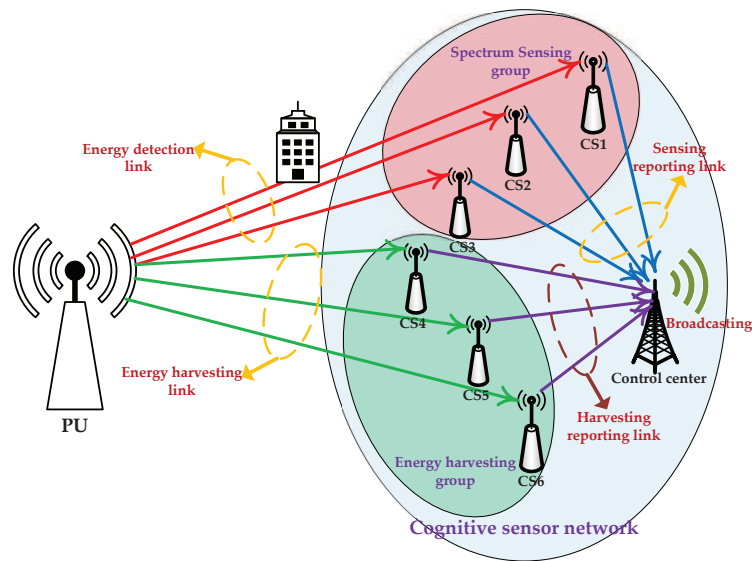 Spectrum Sensing
group
CS1
Energy detection
link
Sensing
reporting link
CS2
CS3
CS4
Broadcasting
CS5
Control center
Energy harvesting
link
PU
Harvesting
reporting link
Energy harvesting
group
CS6
Cognitive sensor network